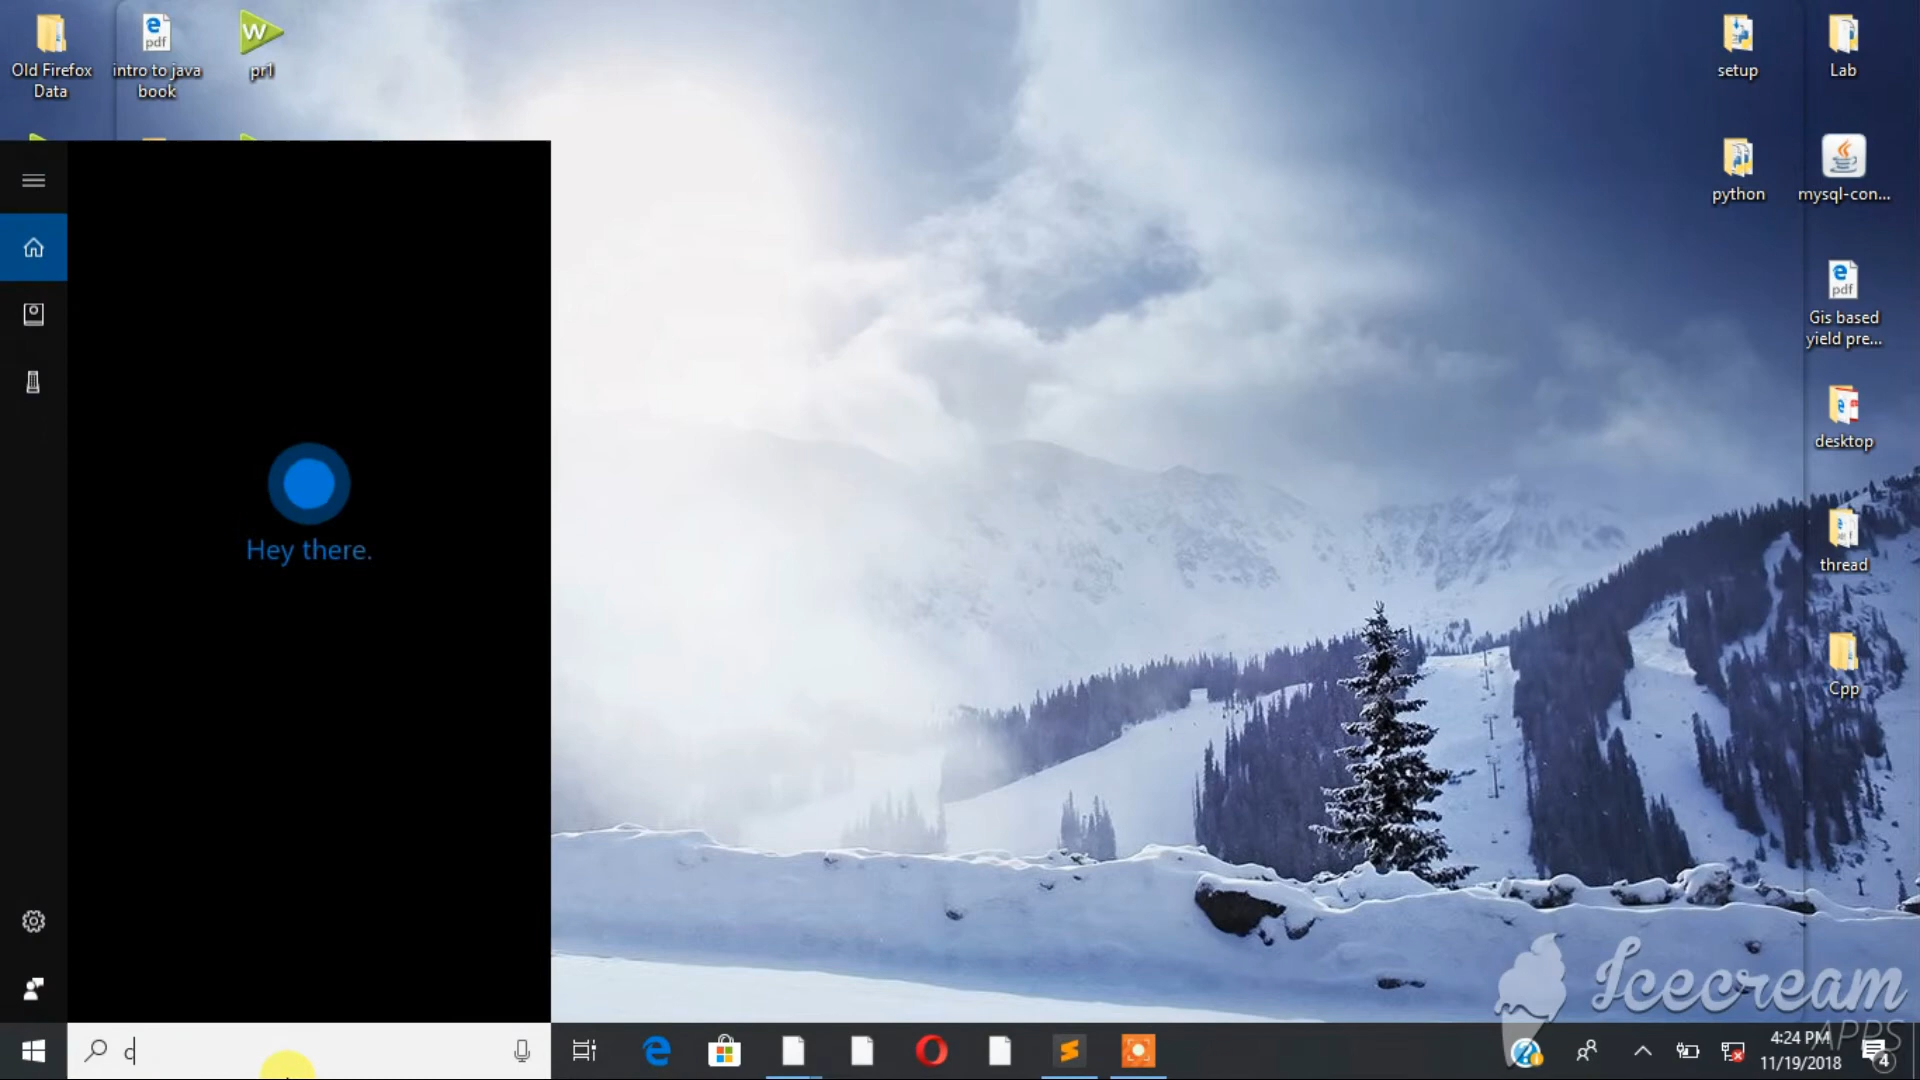 Old Firefox
Data
intro to java
book
pr1
setup
Lab
python
mysql-con...
Gis based
yield pre...
desktop
thread
Cpp
Hey there.
c
4:24 PM
11/19/2018
4
Icecream
APPS